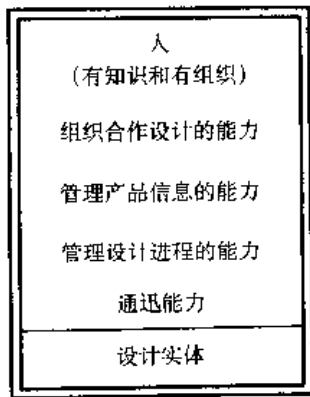 人
(有知识和有组织)
组织合作设计的能力
管理产品信息的能力
管理设计进程的能力
通迅能力
设计实体